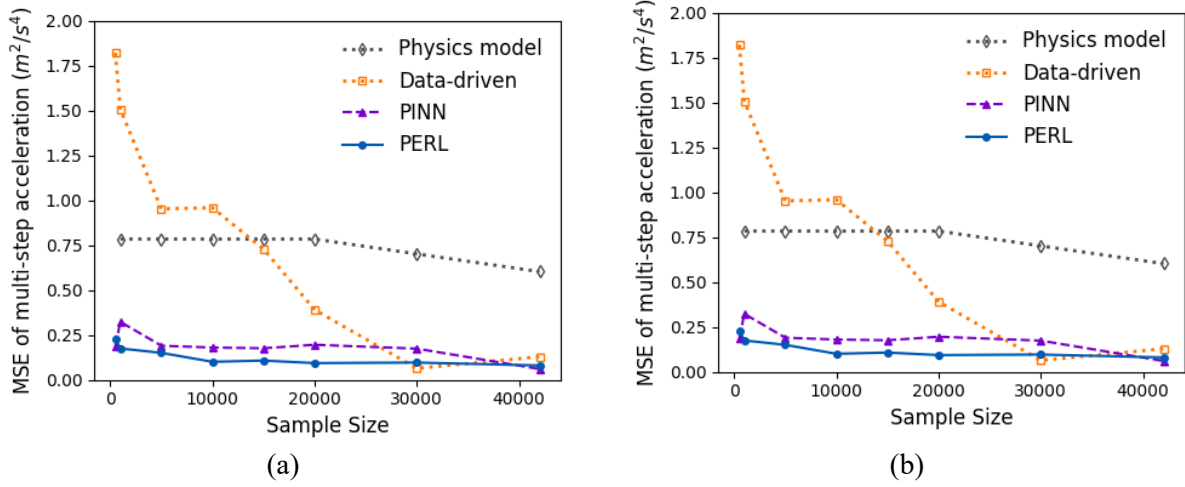 MSE of multi-step acceleration (m²/s⁴)
2.00
1.75
1.50
1.25
1.00
0.75
0.50
0.25
0.00
Physics model
Data-driven
PINN
PERL
0 10000 20000 30000 40000
Sample Size
(a)
MSE of multi-step acceleration (m²/s⁴)
2.00
1.75
1.50
1.25
1.00
0.75
0.50
0.25
0.00
Physics model
Data-driven
PINN
PERL
0 10000 20000 30000 40000
Sample Size
(b)